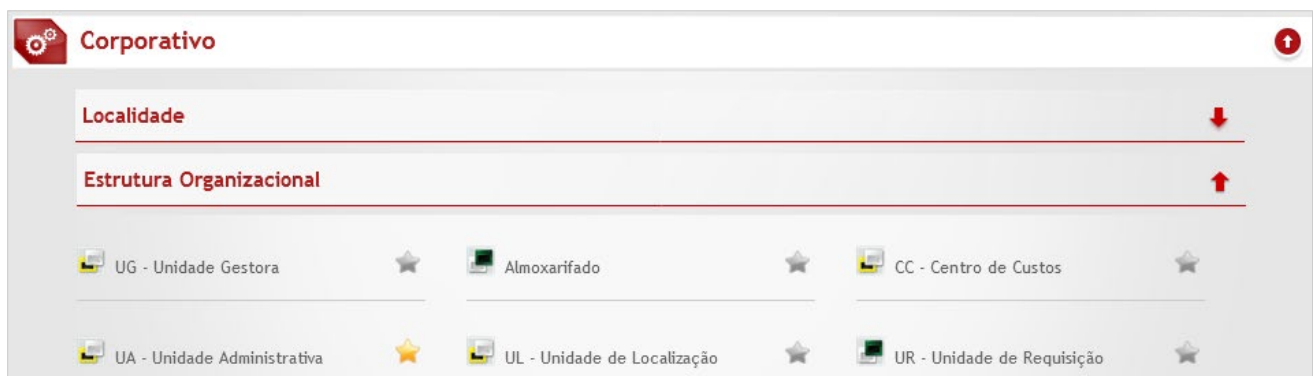 Corporativo
Localidade
Estrutura Organizacional
UG - Unidade Gestora
Almoxarifado
CC - Centro de Custos
UA - Unidade Administrativa
UL - Unidade de Localização
UR - Unidade de Requisição